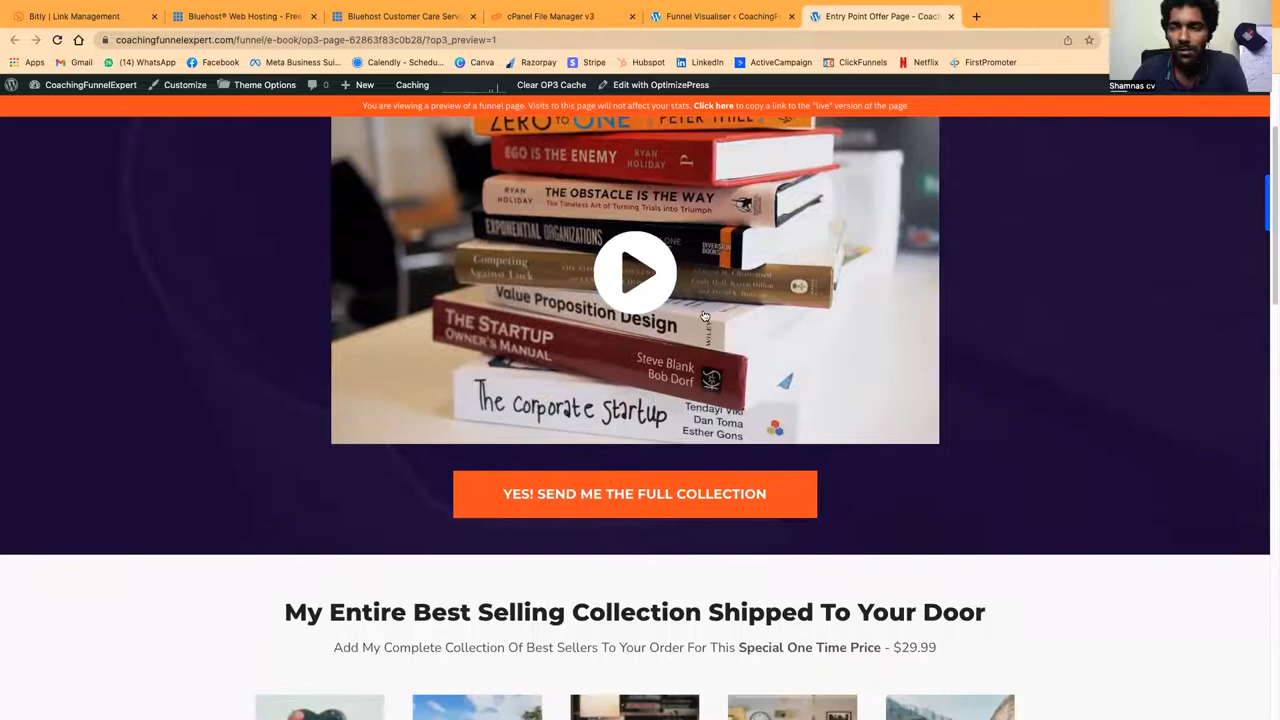 Bitly | Link Management
Bluehost® Web Hosting - Free
Bluehost Customer Care Serv
cPanel File Manager v3
Funnel Visualiser ‹ CoachingF
Entry Point Offer Page - Coac
coachingfunnelexpert.com/funnel/e-book/op3-page-62863f83c0b28/?op3_preview=1
Apps Gmail (14) WhatsApp Facebook Meta Business Sui... Calendly - Schedu... Canva Razorpay Stripe Hubspot LinkedIn ActiveCampaign ClickFunnels Netflix FirstPromoter
CoachingFunnelExpert Customize Theme Options 0 New Caching Clear OP3 Cache Edit with OptimizePress
Shamnas cv
You are viewing a preview of a funnel page. Visits to this page will not affect your stats. Click here to copy a link to the "live" version of the page
ZERO TO ONE PETER THIEL
EGO IS THE ENEMY RYAN HOLIDAY P
RYAN HOLIDAY THE OBSTACLE IS THE WAY
The Timeless Art of Turning Trials into Triumph
EXPONENTIAL ORGANIZATIONS DIVERSION BOOKS
Competing Against Luck
Value Proposition Design WILEY
THE STARTUP OWNER'S MANUAL
Steve Blank
Bob Dorf
The corporate startup
Tendayi Viki
Dan Toma
Esther Gons
YES! SEND ME THE FULL COLLECTION
My Entire Best Selling Collection Shipped To Your Door
Add My Complete Collection Of Best Sellers To Your Order For This Special One Time Price - $29.99